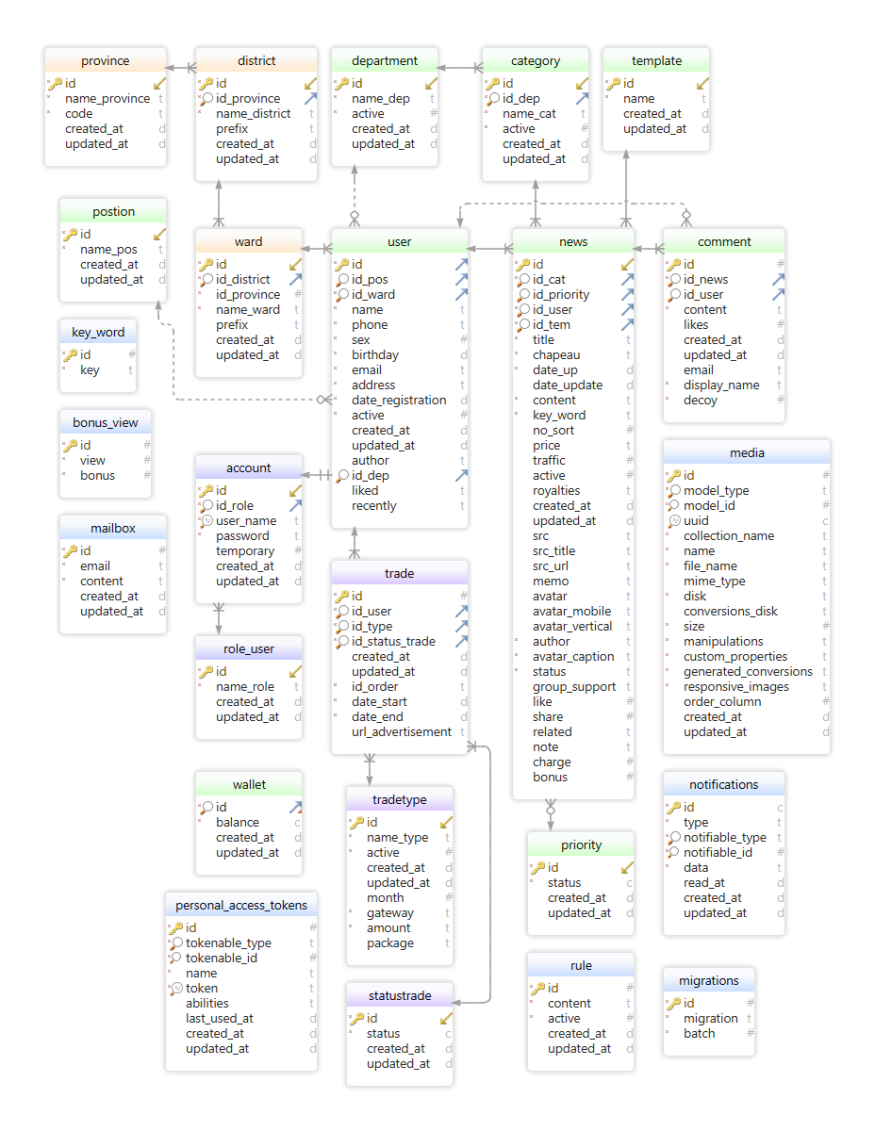 province
id
name_province t
code t
created_at d
updated_at d
district
id
id_province
name_district t
prefix t
created_at d
updated_at d
department
id
name_dep t
active #
created_at d
updated_at d
category
id
id_dep
name_cat t
active #
created_at d
updated_at d
template
id
name t
created_at d
updated_at d
postion
id
name_pos t
created_at d
updated_at d
ward
id
id_district
id_province #
name_ward t
prefix t
created_at d
updated_at d
user
id
id_pos
id_ward
name t
phone t
sex #
birthday d
email t
address t
date_registration d
active #
created_at d
updated_at d
author t
id_dep
liked t
recently t
news
id
id_cat
id_priority
id_user
id_tem
title t
chapeau t
date_up d
date_update d
content t
key_word t
no_sort #
price t
traffic #
active #
royalties t
created_at d
updated_at d
src t
src_title t
src_url t
memo t
avatar t
avatar_mobile t
avatar_vertical t
author t
avatar_caption t
status t
group_support t
like #
share #
related t
note t
charge #
bonus #
comment
id #
id_news
id_user
content t
likes #
created_at d
updated_at d
email t
display_name t
decoy #
key_word
id #
key t
bonus_view
id #
view #
bonus #
mailbox
id #
email t
content t
created_at d
updated_at d
account
id
id_role
user_name t
password t
temporary #
created_at d
updated_at d
role_user
id
name_role t
created_at d
updated_at d
trade
id #
id_user
id_type
id_status_trade
created_at d
updated_at d
id_order t
date_start d
date_end d
url_advertisement t
media
id #
model_type t
model_id #
uuid c
collection_name t
name t
file_name t
mime_type t
disk t
conversions_disk t
size #
manipulations t
custom_properties t
generated_conversions t
responsive_images t
order_column #
created_at d
updated_at d
wallet
id
balance c
created_at d
updated_at d
tradetype
id
name_type t
active #
created_at d
updated_at d
month #
gateway t
amount t
package t
priority
id
status c
created_at d
updated_at d
notifications
id c
type t
notifiable_type t
notifiable_id #
data t
read_at d
created_at d
updated_at d
personal_access_tokens
id #
tokenable_type t
tokenable_id #
name t
token t
abilities t
last_used_at d
created_at d
updated_at d
statustrade
id
status c
created_at d
updated_at d
rule
id #
content t
active #
created_at d
updated_at d
migrations
id #
migration t
batch #